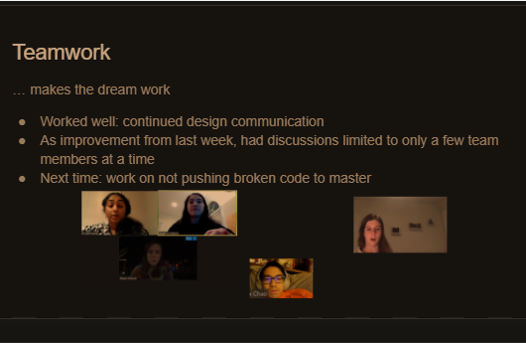 Teamwork
... makes the dream work
● Worked well: continued design communication
● As improvement from last week, had discussions limited to only a few team
members at a time
● Next time: work on not pushing broken code to master
Chao